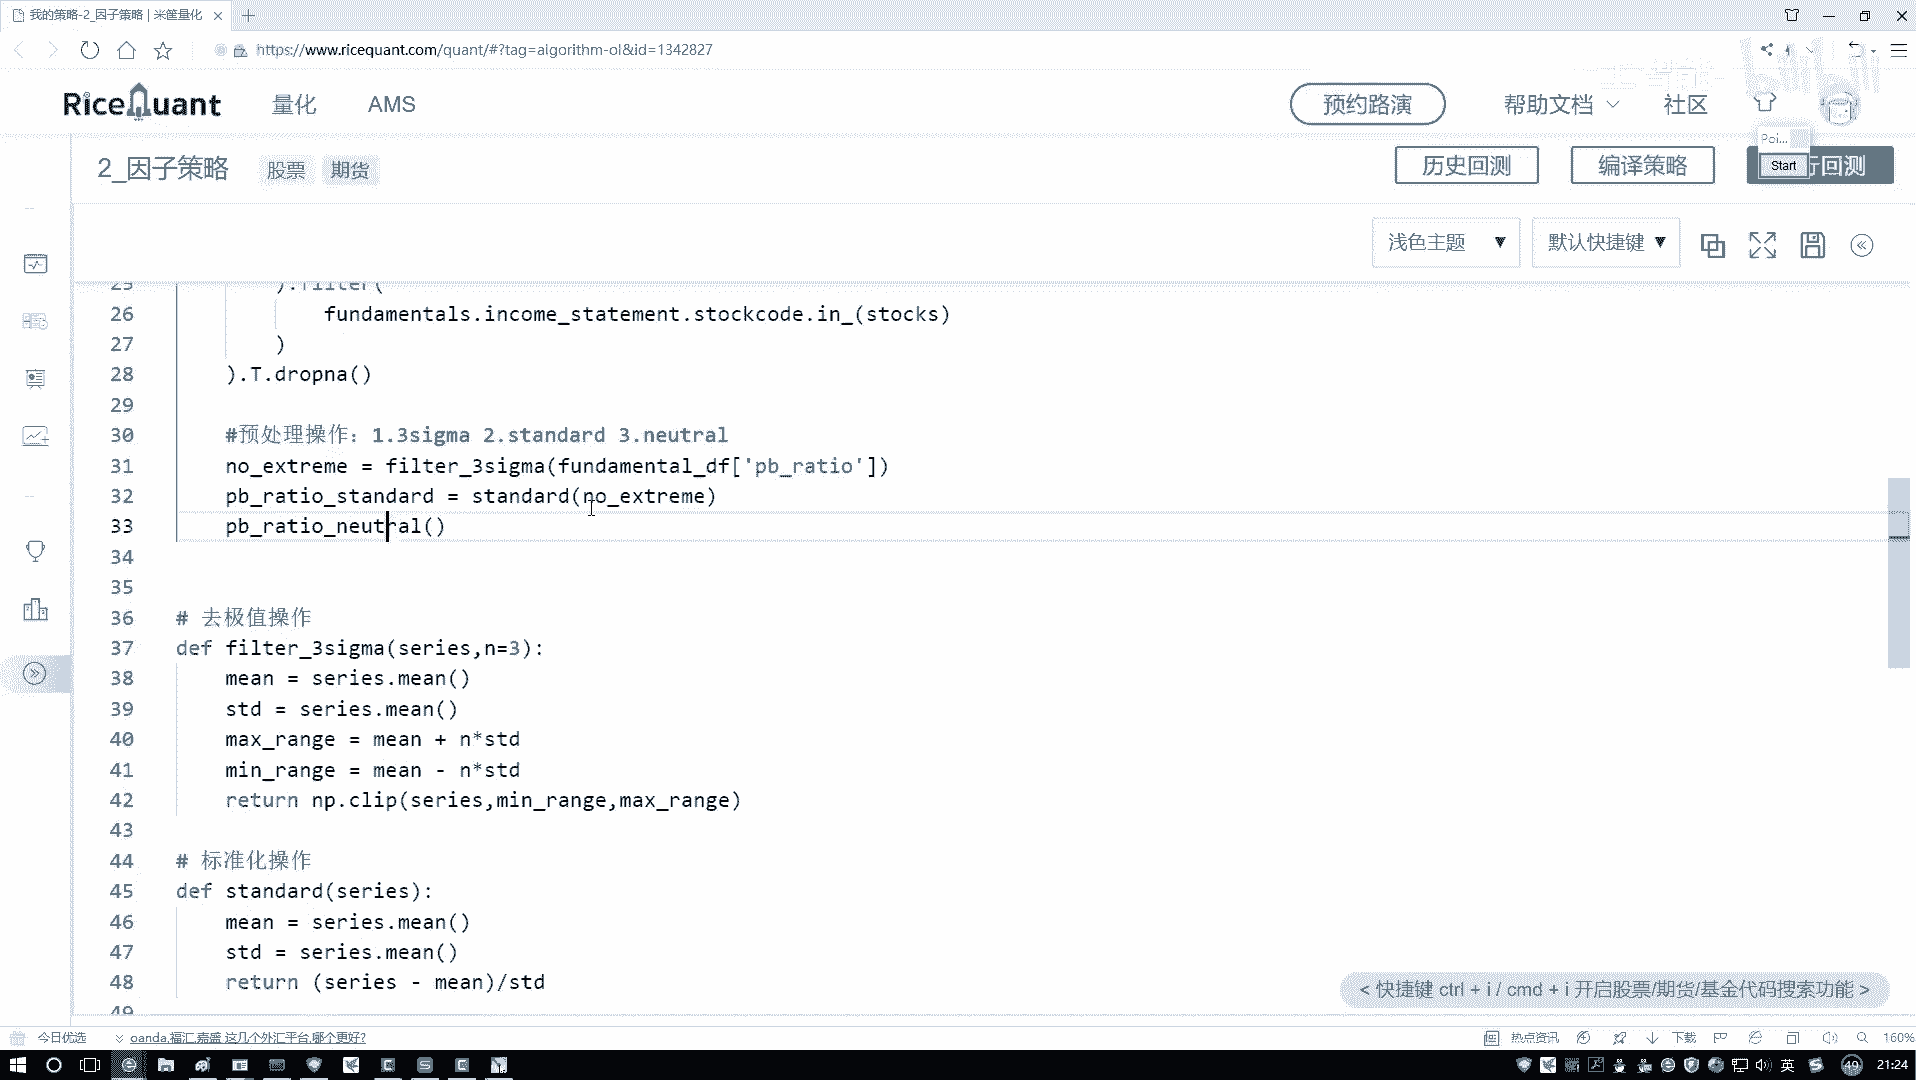 我的策略-2_因子策略 | 米筐量化
https://www.ricequant.com/quant/#?tag=algorithm-ol&id=1342827
RiceQuant 量化 AMS 预约路演 帮助文档 社区
Poi...
2_因子策略 股票 期货 历史回测 编译策略 Start 行回测
浅色主题 ▼ 默认快捷键 ▼
25 ).filter(
26 fundamentals.income_statement.stockcode.in_(stocks)
27 )
28 ).T.dropna()
29
30 #预处理操作：1.3sigma 2.standard 3.neutral
31 no_extreme = filter_3sigma(fundamental_df['pb_ratio'])
32 pb_ratio_standard = standard(no_extreme)
33 pb_ratio_neutral()
34
35
36 # 去极值操作
37 def filter_3sigma(series,n=3):
38 mean = series.mean()
39 std = series.mean()
40 max_range = mean + n*std
41 min_range = mean - n*std
42 return np.clip(series,min_range,max_range)
43
44 # 标准化操作
45 def standard(series):
46 mean = series.mean()
47 std = series.mean()
48 return (series - mean)/std
49
< 快捷键 ctrl + i / cmd + i 开启股票/期货/基金代码搜索功能 >
今日优选 oanda,福汇,嘉盛 这几个外汇平台,哪个更好? 热点资讯 下载 160%
英 49 21:24